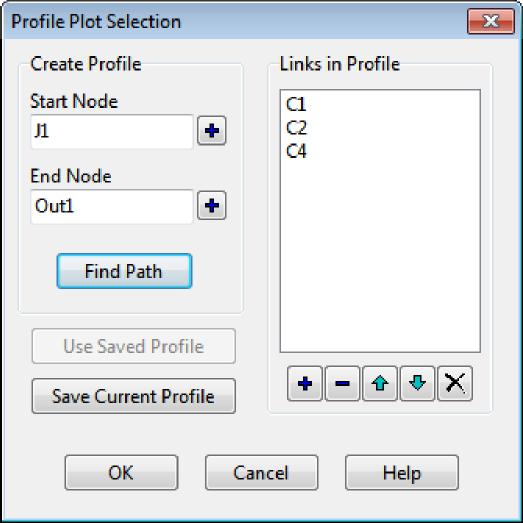 Profile Plot Selection
Create Profile
Start Node
J1
End Node
Out1
Find Path
Use Saved Profile
Save Current Profile
Links in Profile
C1
C2
C4
OK
Cancel
Help